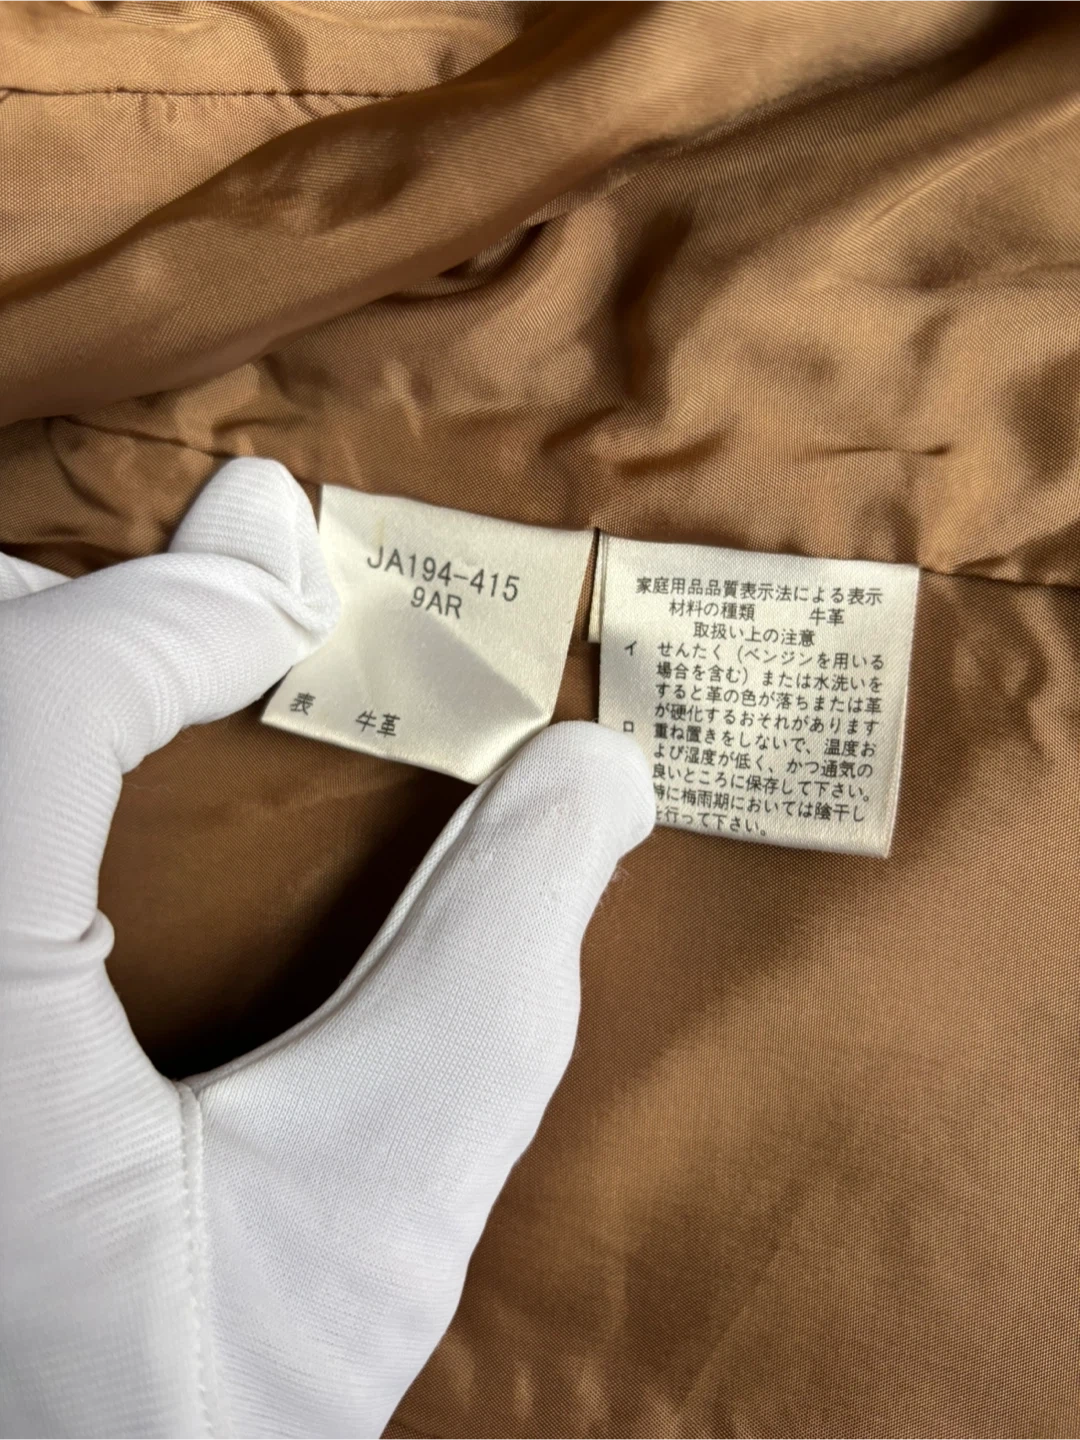 JA194-415
9AR
表 牛革
家庭用品品質表示法による表示
材料の種類 牛革
取扱い上の注意
イ せんたく（ベンジンを用いる
場合を含む）または水洗いを
すると革の色が落ちまたは革
が硬化するおそれがあります
ロ 重ね置きをしないで、温度お
よび湿度が低く、かつ通気の
良いところに保存して下さい。
特に梅雨期においては陰干し
を行って下さい。